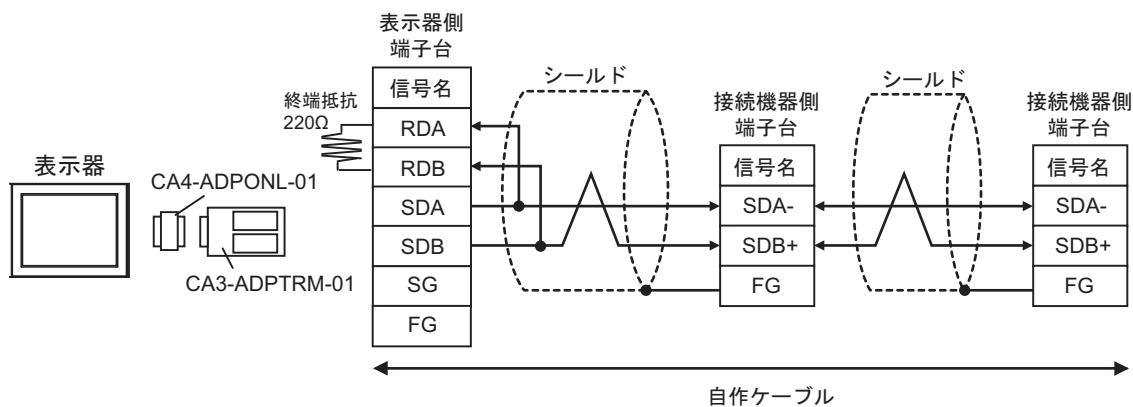 表示器
CA4-ADPONL-01
CA3-ADPTRM-01
終端抵抗
220Ω
表示器側
端子台
信号名
RDA
RDB
SDA
SDB
SG
FG
シールド
接続機器側
端子台
信号名
SDA-
SDB+
FG
シールド
接続機器側
端子台
信号名
SDA-
SDB+
FG
自作ケーブル